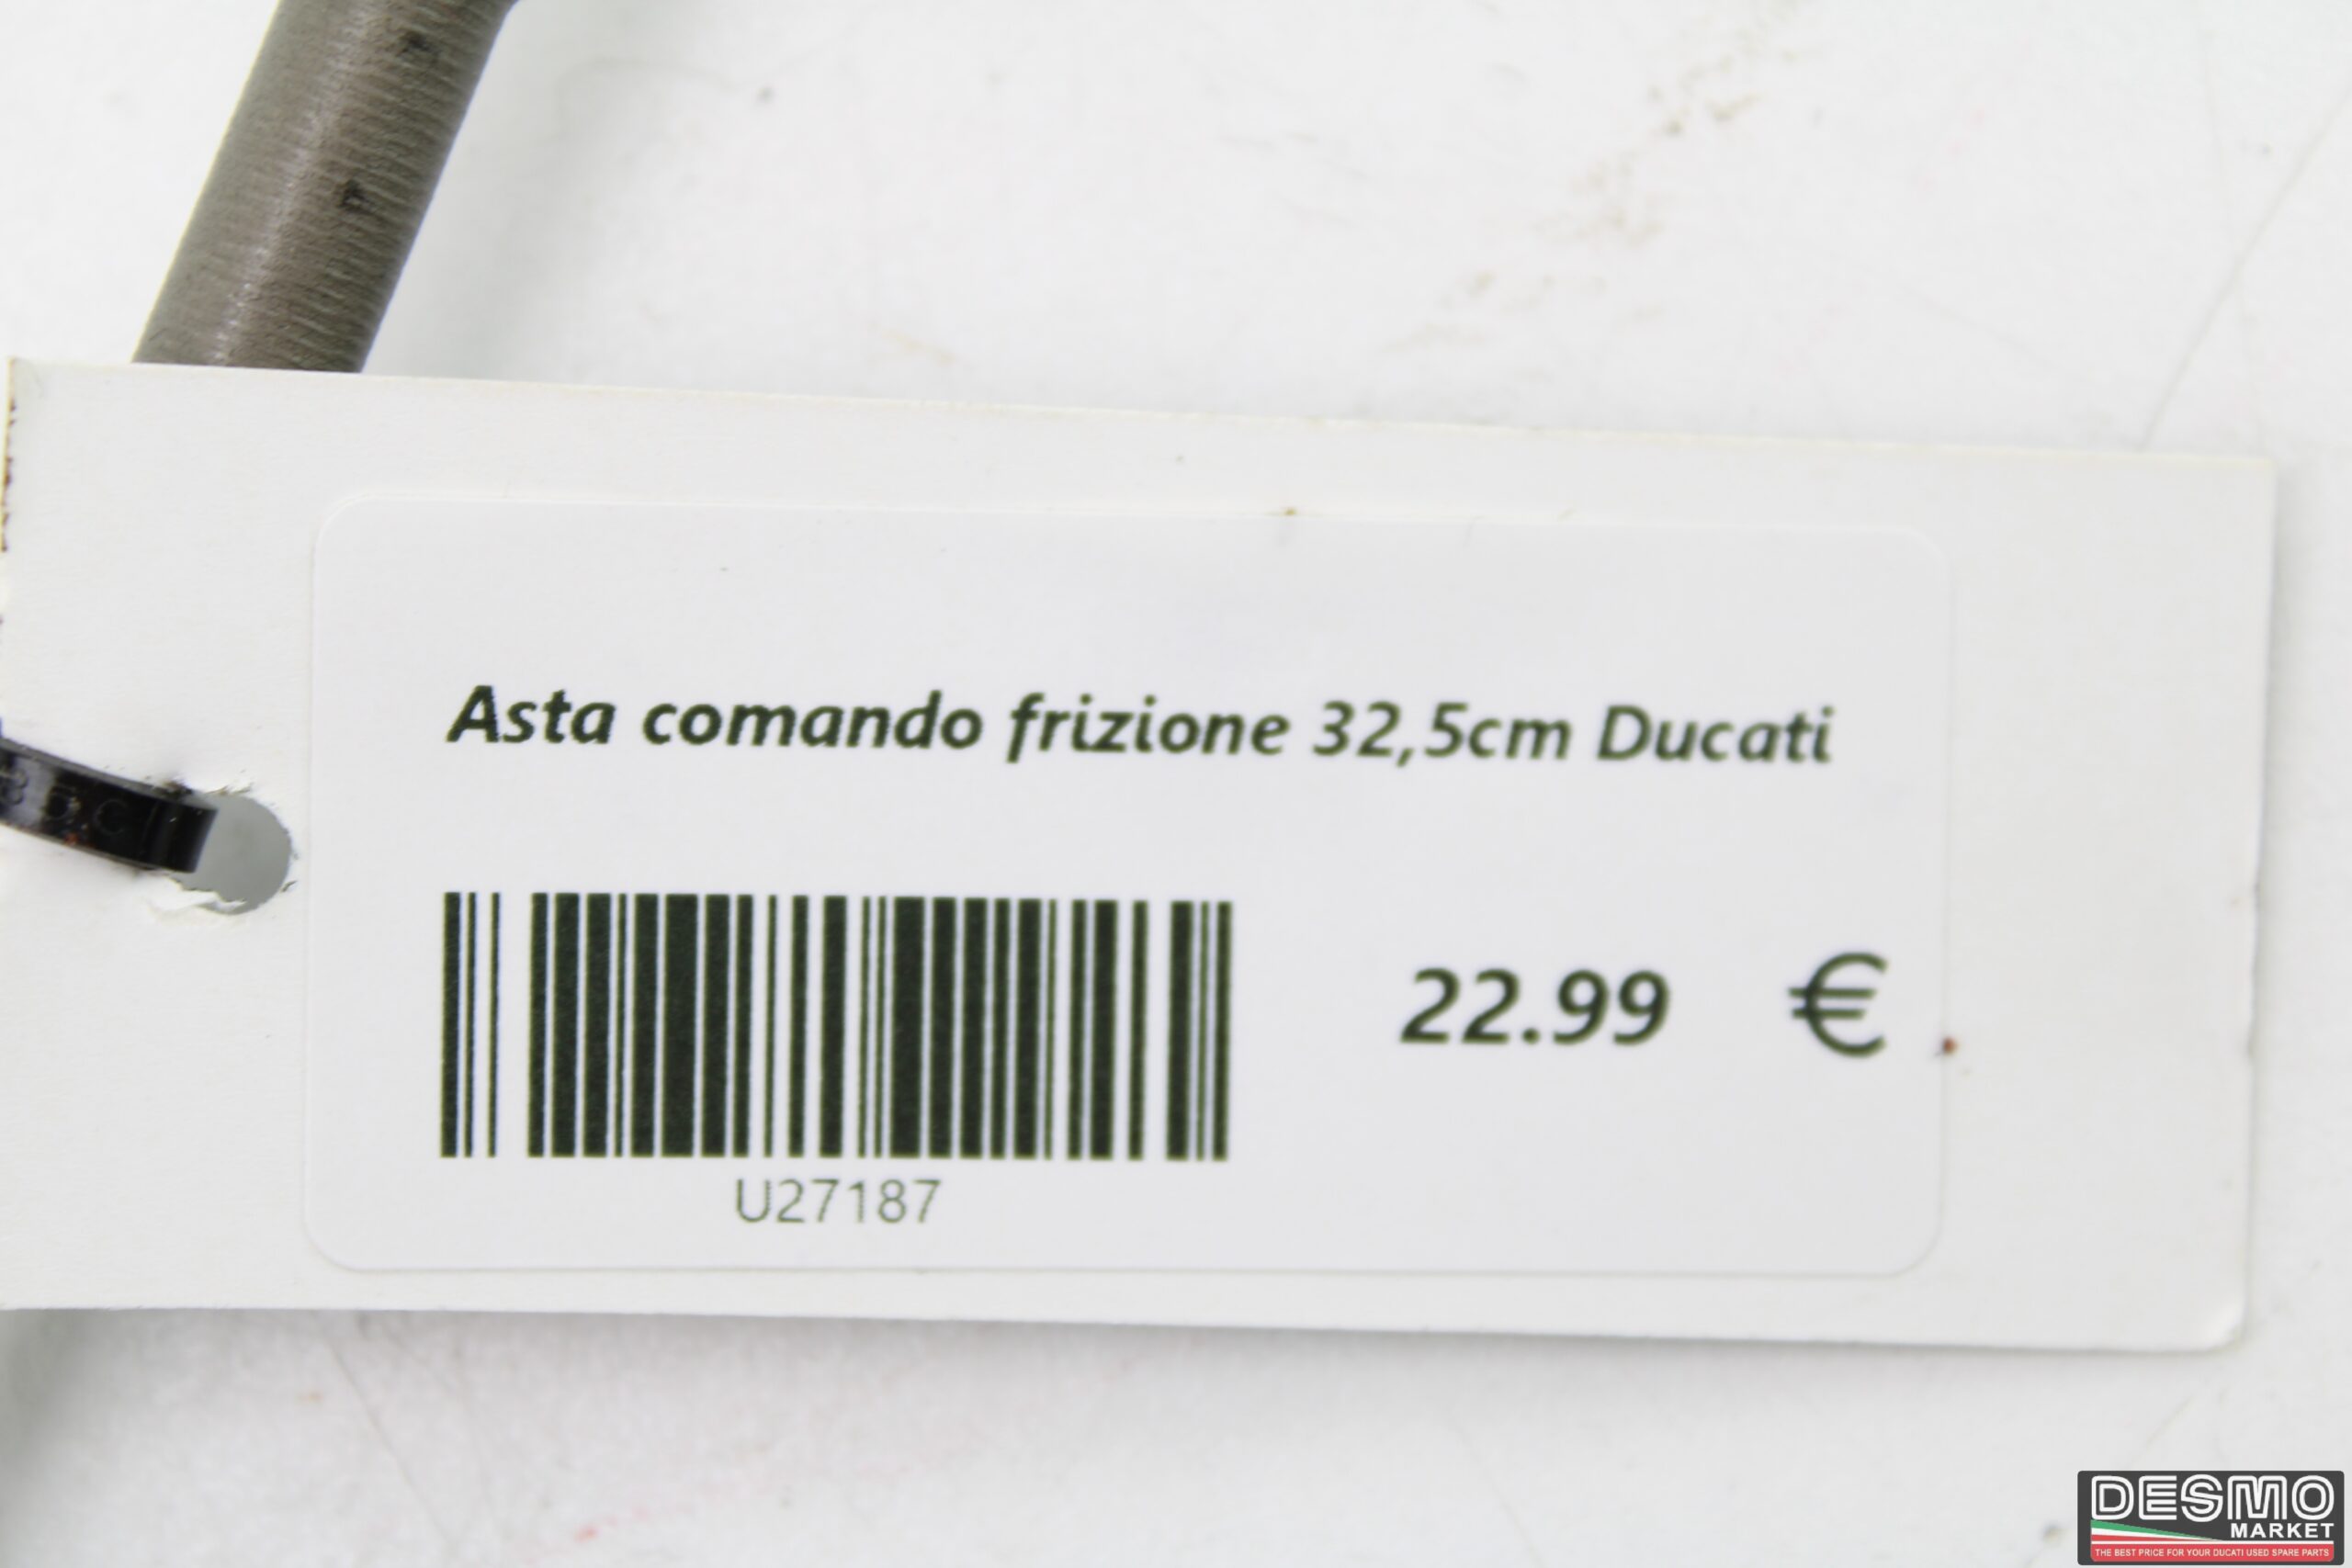 Asta comando frizione 32,5cm Ducati
22.99 €
U27187
DESMO
MARKET
THE BEST PRICE FOR YOUR DUCATI USED SPARE PARTS